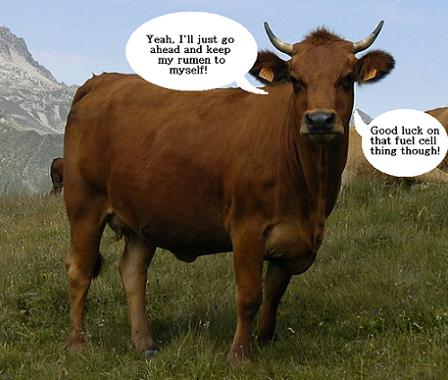 Yeah, I'll just go
ahead and keep
my rumen to
myself!
Good luck on
that fuel cell
thing though!